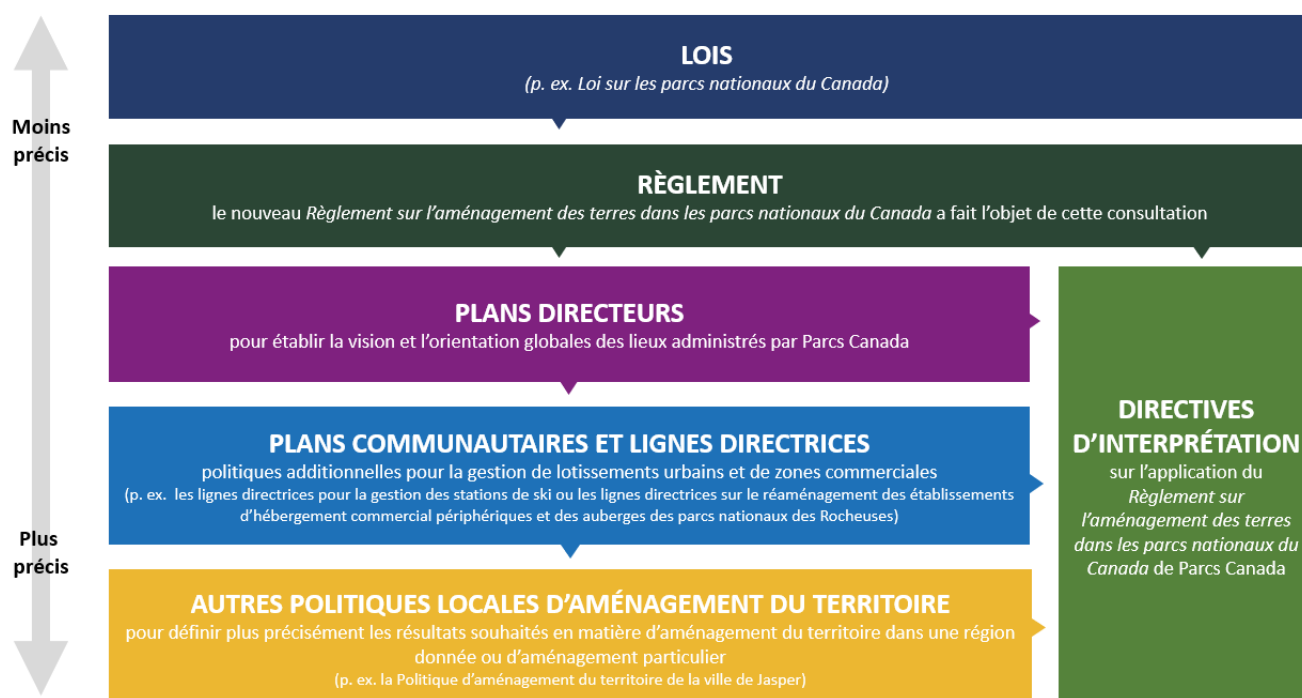 Moins
précis
LOIS
(p. ex. Loi sur les parcs nationaux du Canada)
RÈGLEMENT
le nouveau Règlement sur l’aménagement des terres dans les parcs nationaux du Canada a fait l’objet de cette consultation
PLANS DIRECTEURS
pour établir la vision et l’orientation globales des lieux administrés par Parcs Canada
PLANS COMMUNAUTAIRES ET LIGNES DIRECTRICES
politiques additionnelles pour la gestion de lotissements urbains et de zones commerciales
(p. ex. les lignes directrices pour la gestion des stations de ski ou les lignes directrices sur le réaménagement des établissements
d’hébergement commercial périphériques et des auberges des parcs nationaux des Rocheuses)
Plus
précis
AUTRES POLITIQUES LOCALES D’AMÉNAGEMENT DU TERRITOIRE
pour définir plus précisément les résultats souhaités en matière d’aménagement du territoire dans une région
donnée ou d’aménagement particulier
(p. ex. la Politique d’aménagement du territoire de la ville de Jasper)
DIRECTIVES
D’INTERPRÉTATION
sur l’application du
Règlement sur
l’aménagement des terres
dans les parcs nationaux du
Canada de Parcs Canada